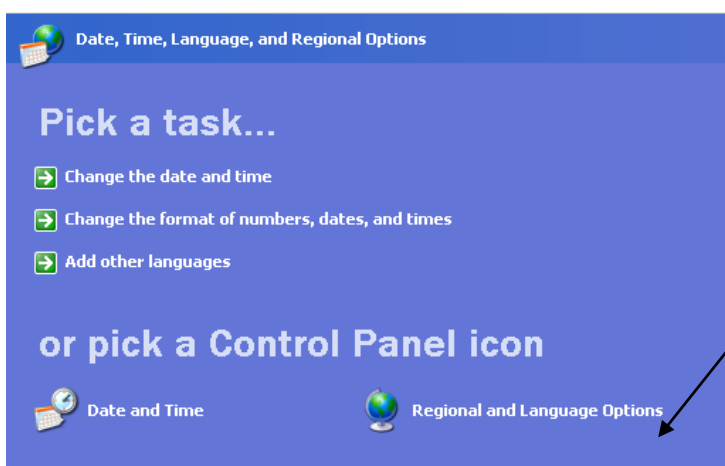 Date, Time, Language, and Regional Options
Pick a task...
Change the date and time
Change the format of numbers, dates, and times
Add other languages
or pick a Control Panel icon
Date and Time
Regional and Language Options